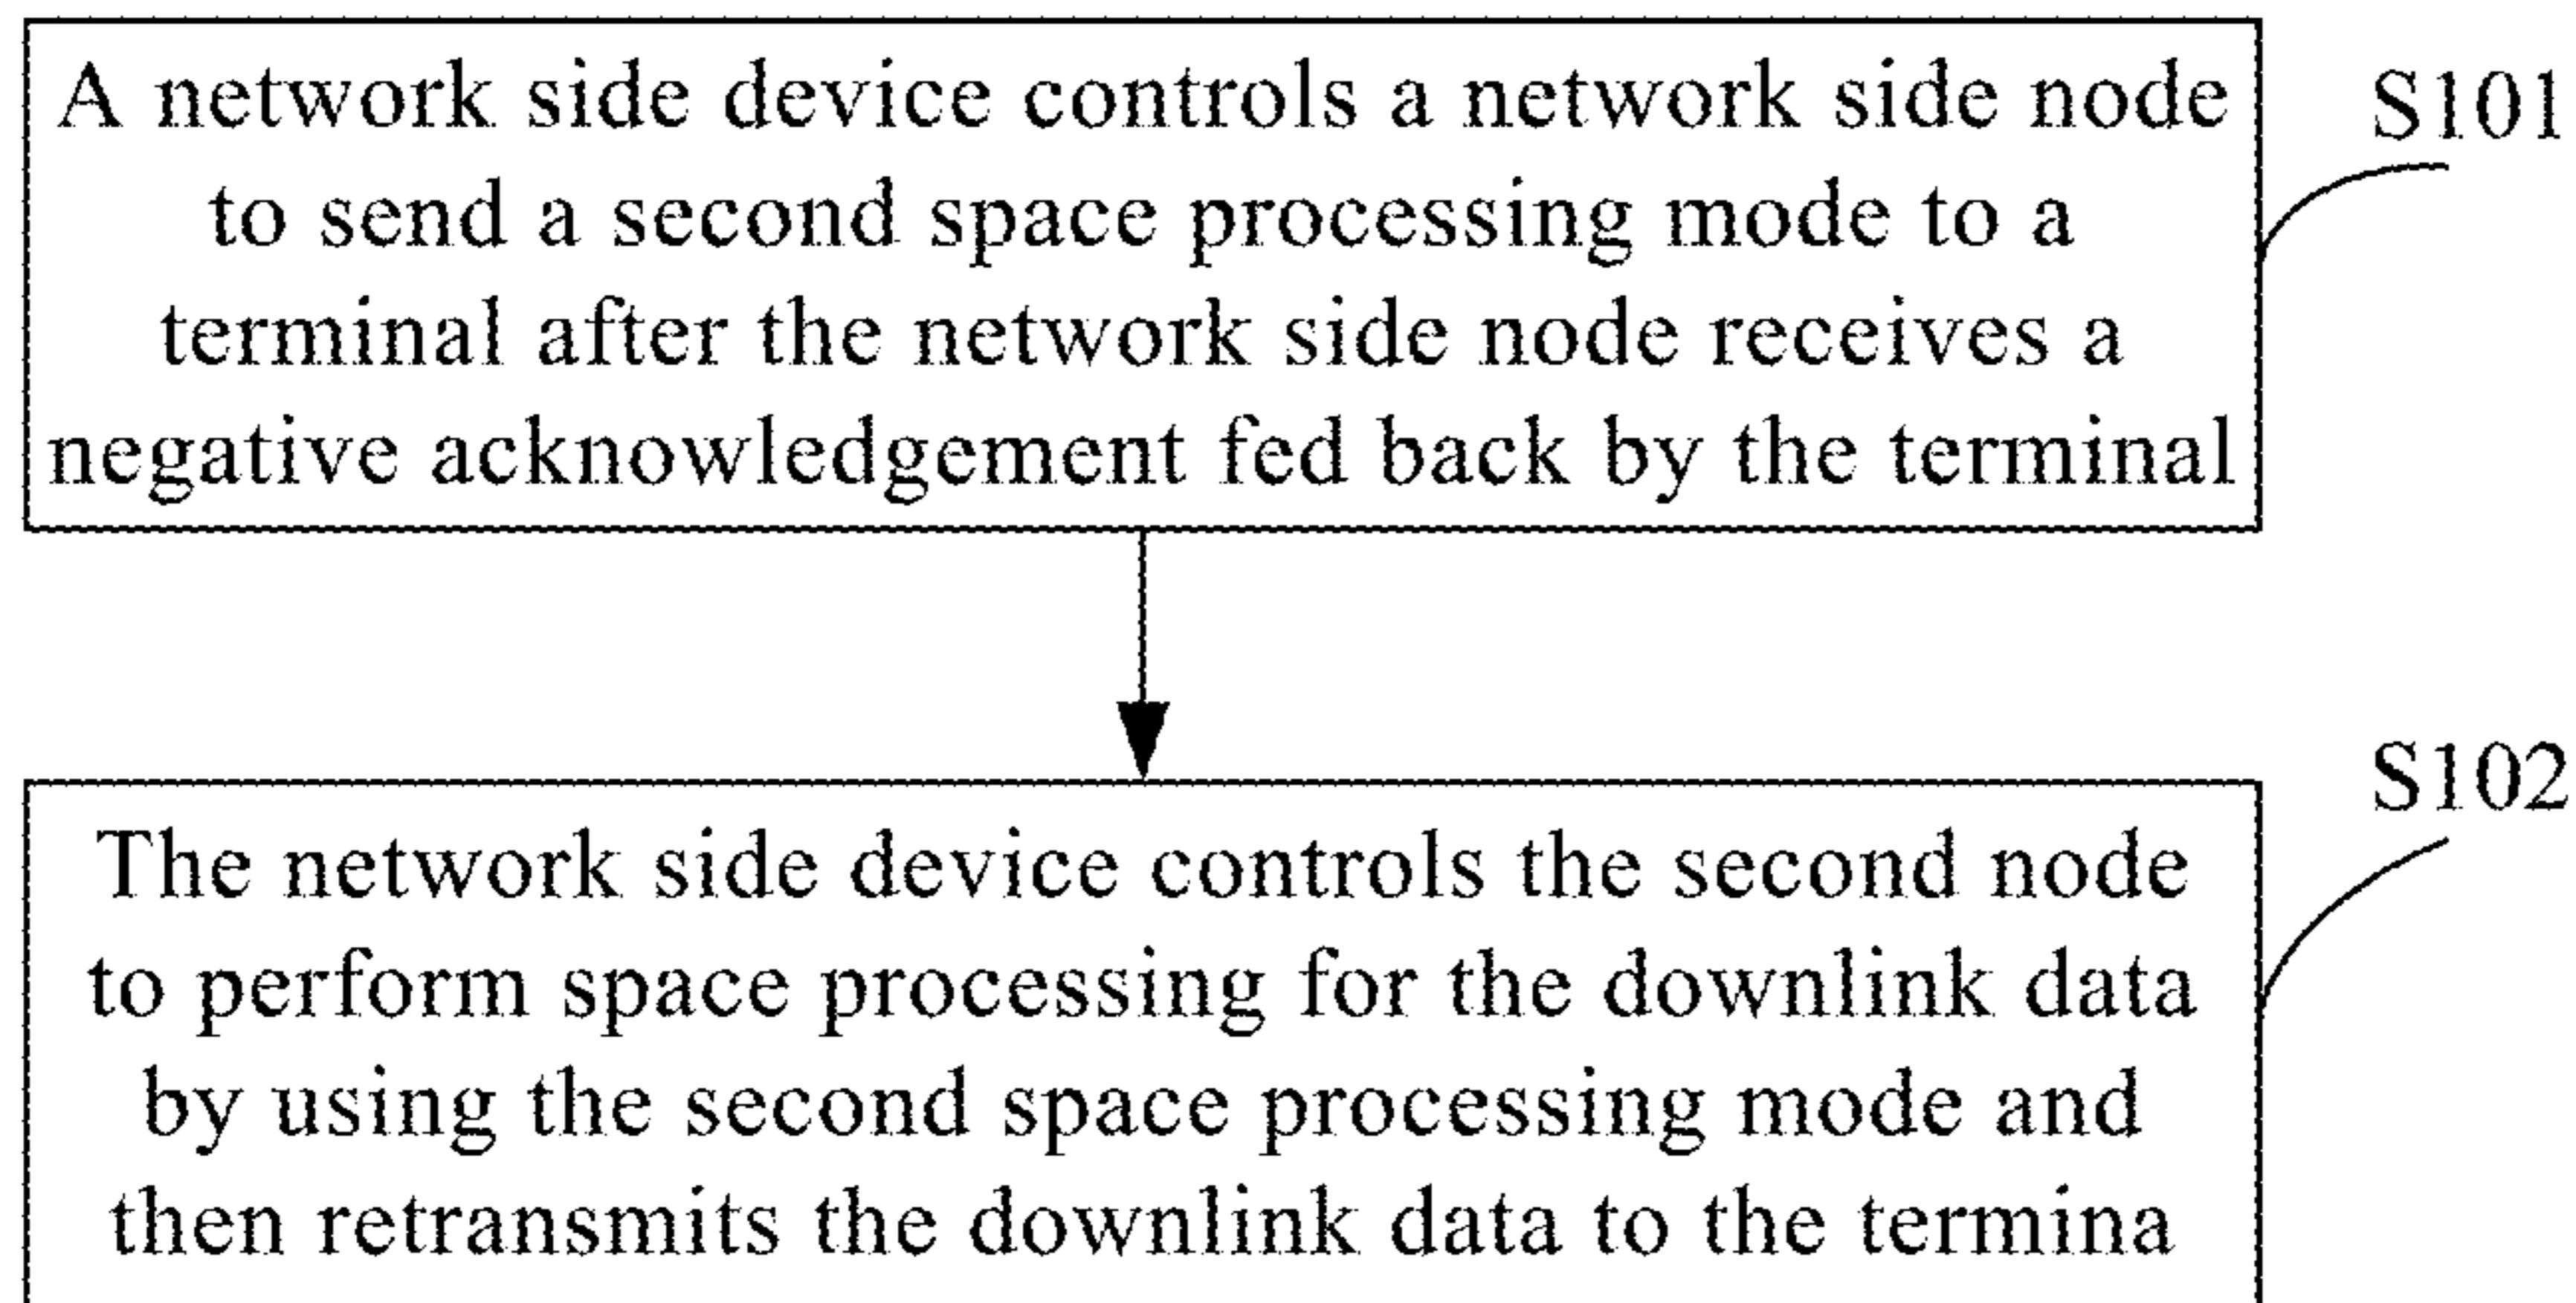 A network side device controls a network side node
to send a second space processing mode to a
terminal after the network side node receives a
negative acknowledgement fed back by the terminal
S101
The network side device controls the second node
to perform space processing for the downlink data
by using the second space processing mode and
then retransmits the downlink data to the termina
S102